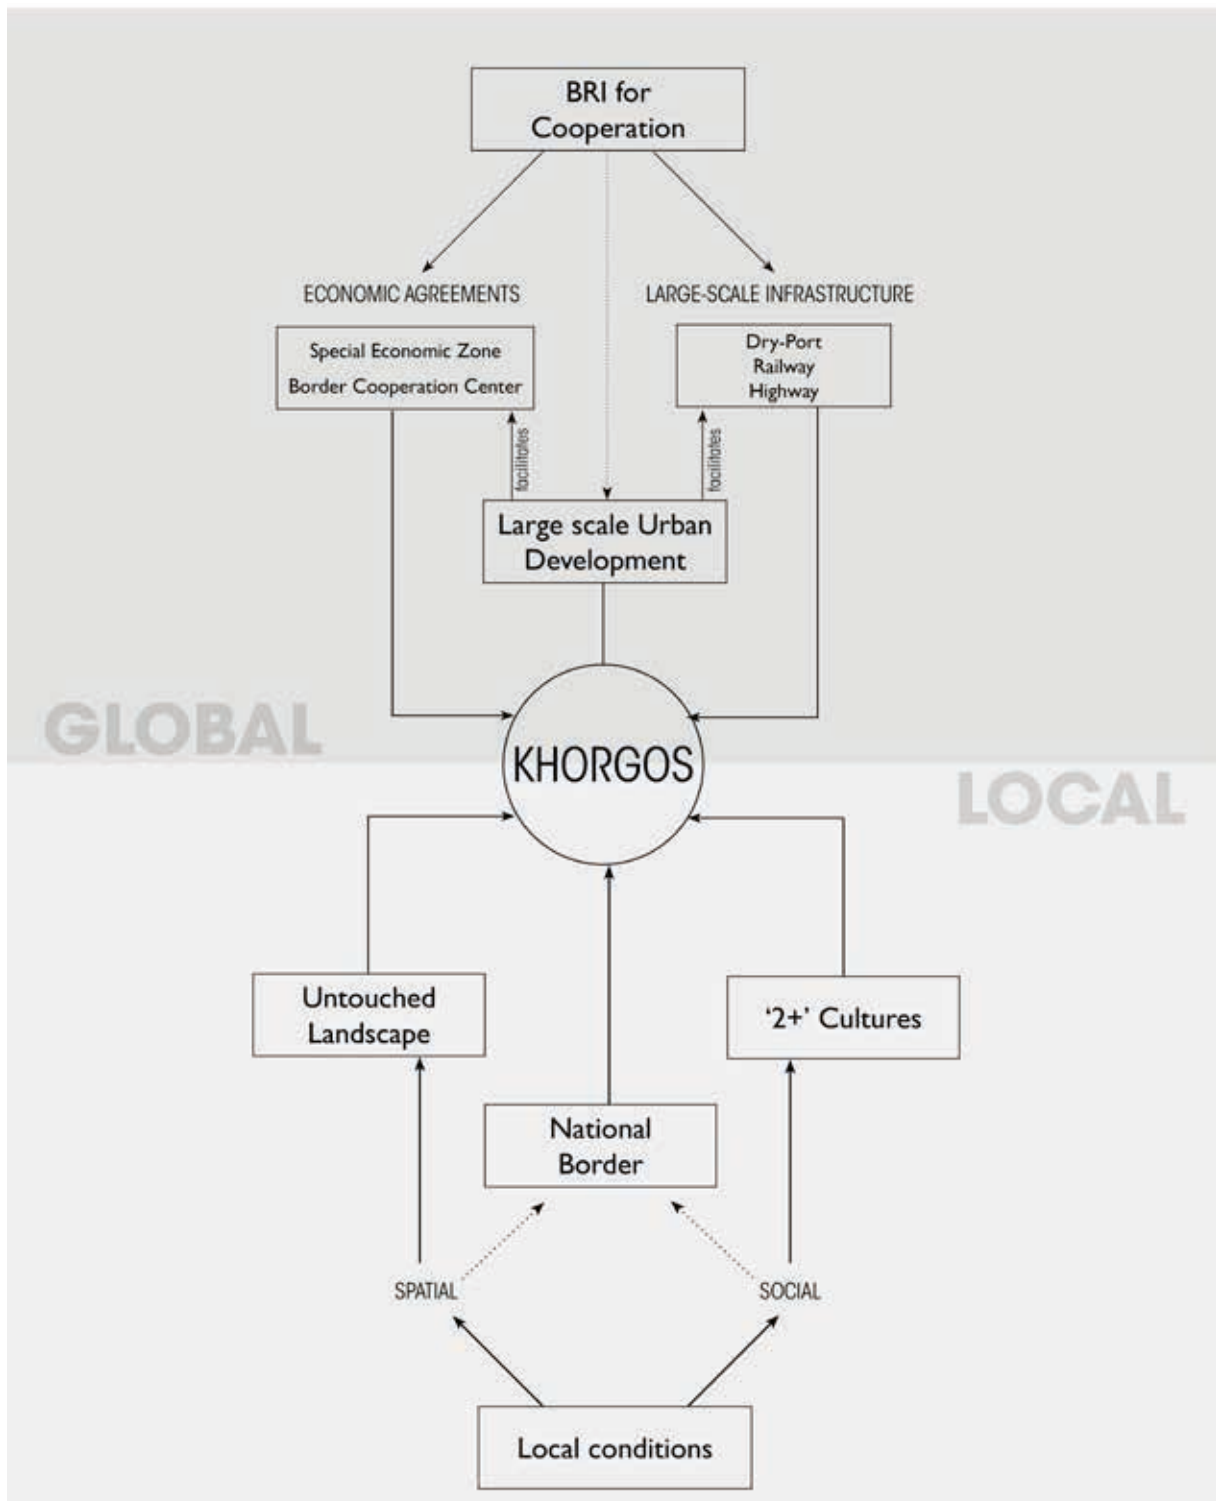 BRI for
Cooperation
ECONOMIC AGREEMENTS
LARGE-SCALE INFRASTRUCTURE
Special Economic Zone
Border Cooperation Center
Dry-Port
Railway
Highway
facilitates
facilitates
Large scale Urban
Development
GLOBAL
KHORGOS
LOCAL
Untouched
Landscape
‘2+’ Cultures
National
Border
SPATIAL
SOCIAL
Local conditions